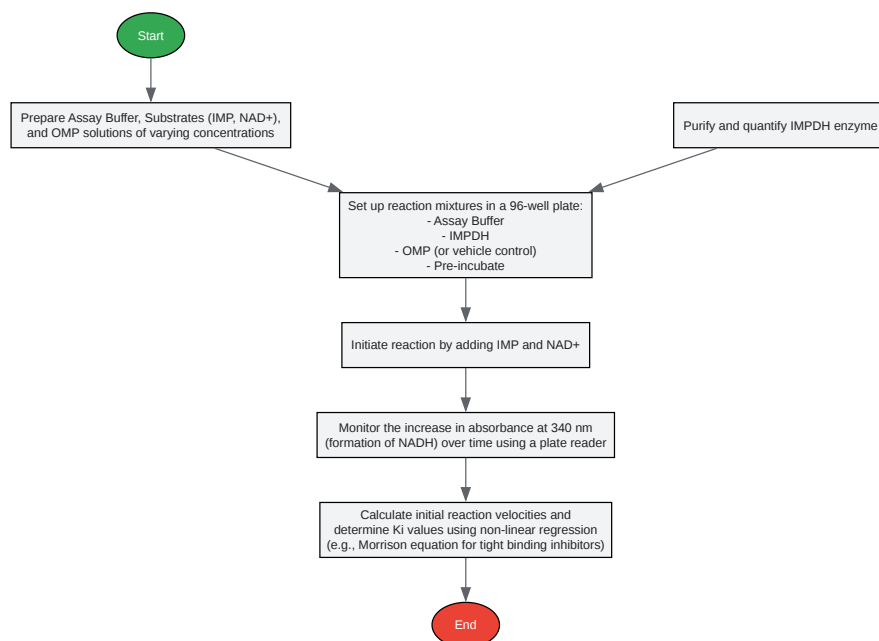 Start
Prepare Assay Buffer, Substrates (IMP, NAD+),
and OMP solutions of varying concentrations
Purify and quantify IMPDH enzyme
Set up reaction mixtures in a 96-well plate:
- Assay Buffer
- IMPDH
- OMP (or vehicle control)
- Pre-incubate
Initiate reaction by adding IMP and NAD+
Monitor the increase in absorbance at 340 nm
(formation of NADH) over time using a plate reader
Calculate initial reaction velocities and
determine Ki values using non-linear regression
(e.g., Morrison equation for tight binding inhibitors)
End